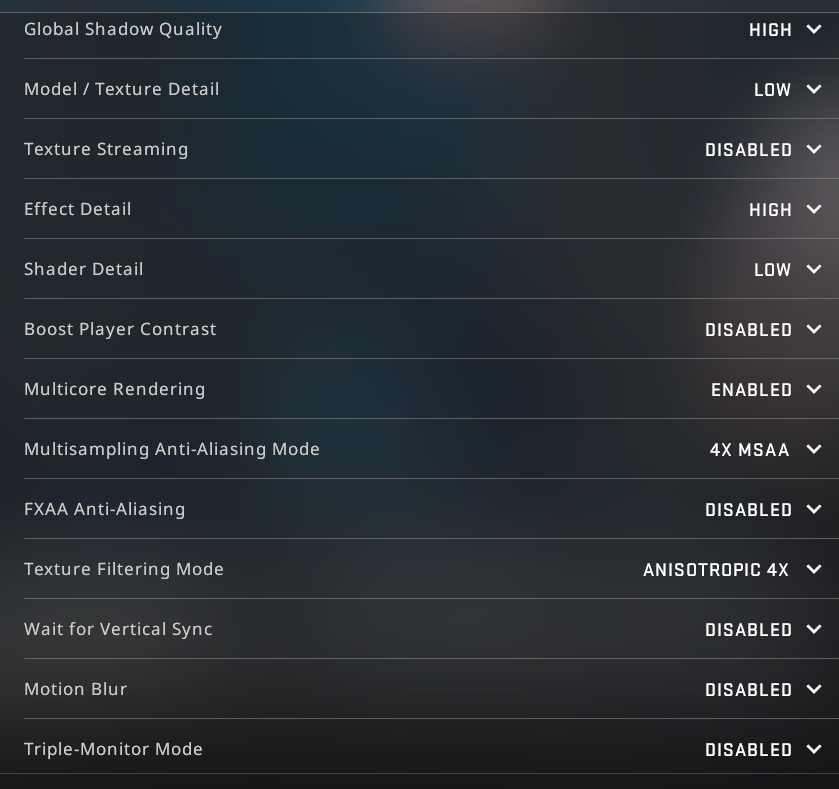 Global Shadow Quality HIGH
Model / Texture Detail LOW
Texture Streaming DISABLED
Effect Detail HIGH
Shader Detail LOW
Boost Player Contrast DISABLED
Multicore Rendering ENABLED
Multisampling Anti-Aliasing Mode 4X MSAA
FXAA Anti-Aliasing DISABLED
Texture Filtering Mode ANISOTROPIC 4X
Wait for Vertical Sync DISABLED
Motion Blur DISABLED
Triple-Monitor Mode DISABLED